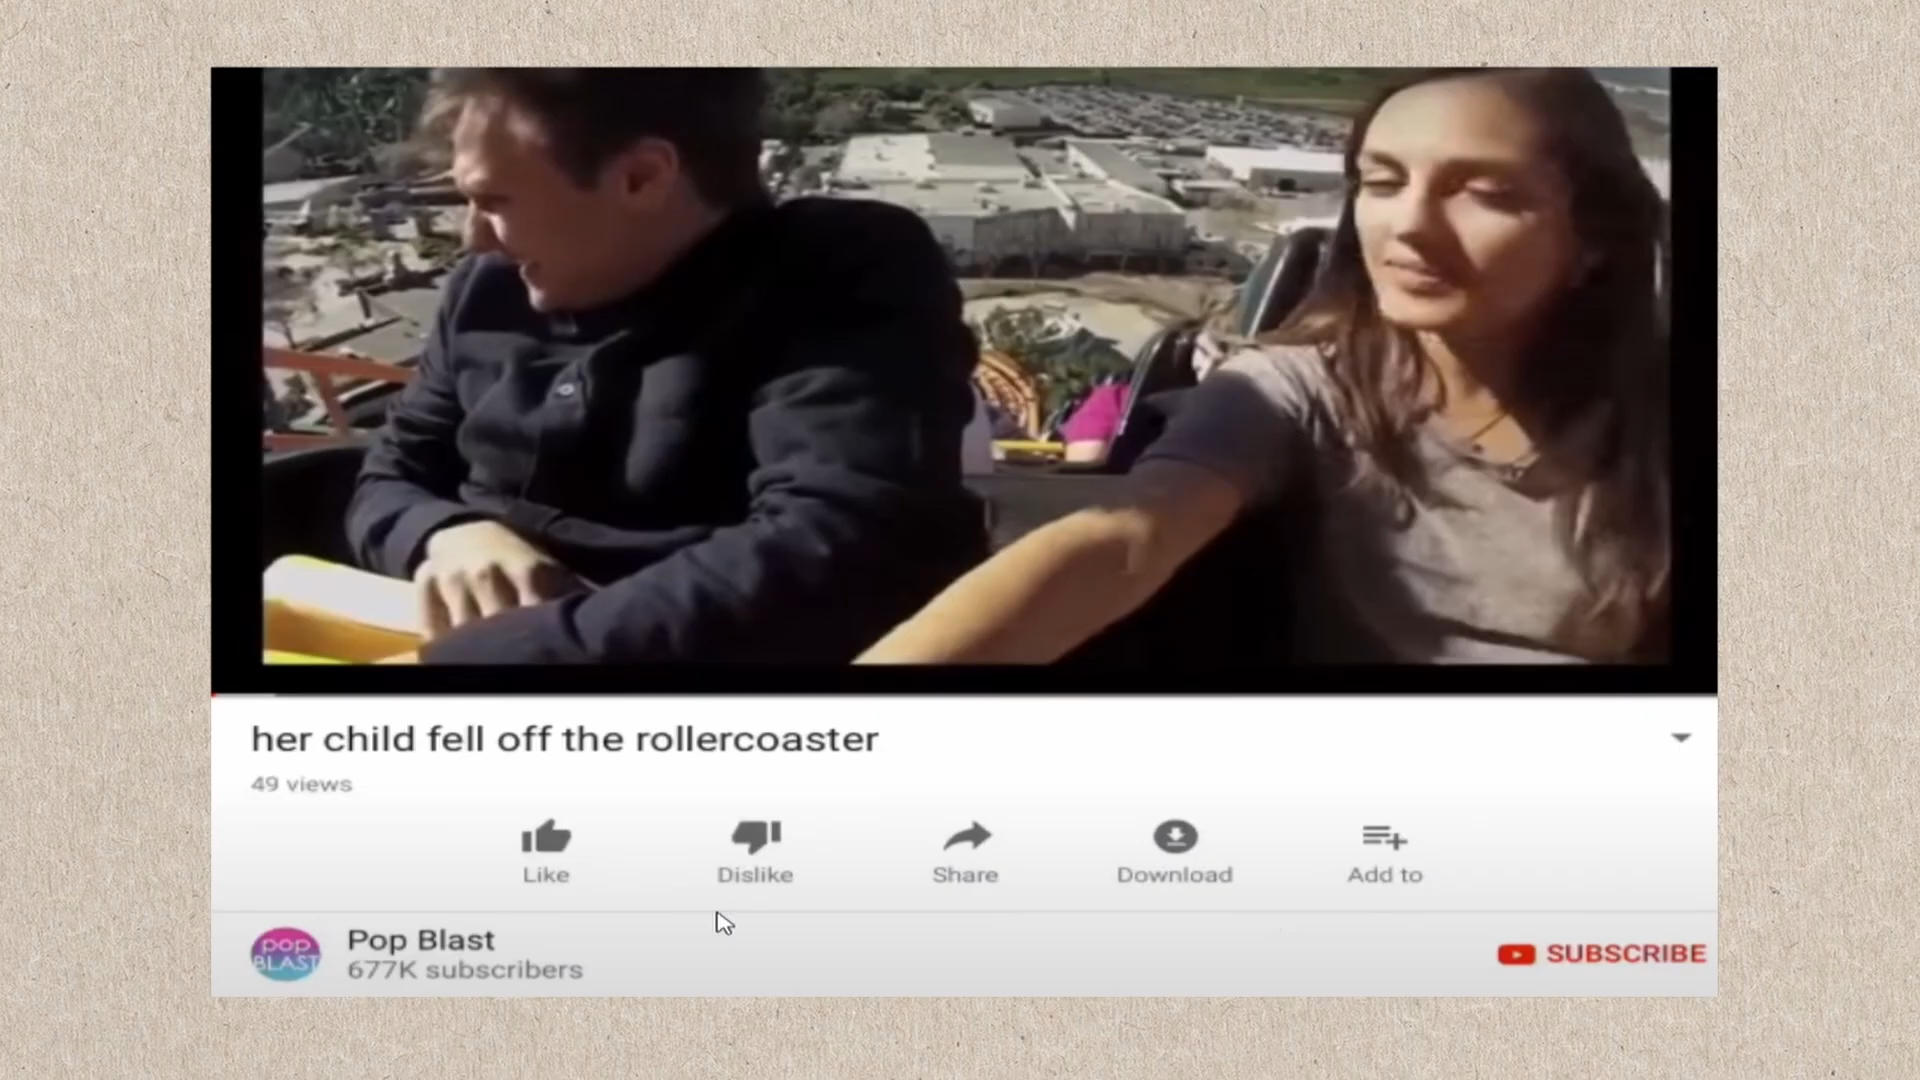 her child fell off the rollercoaster
49 views
Like
Dislike
Share
Download
Add to
pop
BLAST
Pop Blast
677K subscribers
SUBSCRIBE